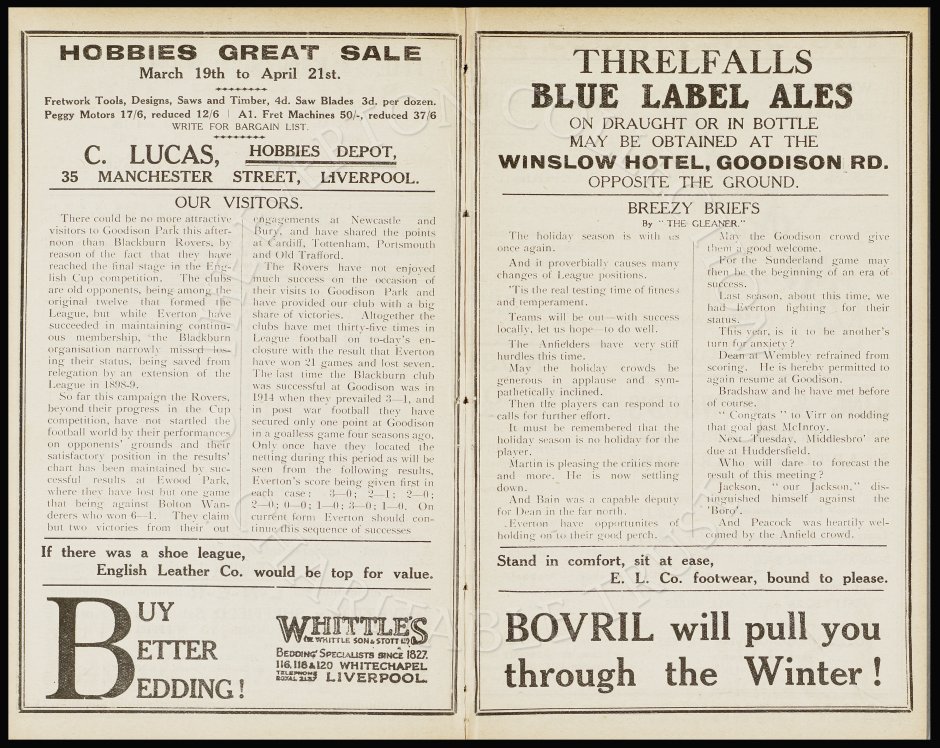 HOBBIES GREAT SALE
March 19th to April 21st.
Fretwork Tools, Designs, Saws and Timber, 4d. Saw Blades 3d. per dozen.
Peggy Motors 17/6, reduced 12/6 | A1. Fret Machines 50/-, reduced 37/6
WRITE FOR BARGAIN LIST.
C. LUCAS, HOBBIES DEPOT,
35 MANCHESTER STREET, LIVERPOOL.
OUR VISITORS.
There could be no more attractive
visitors to Goodison Park this after-
noon than Blackburn Rovers, by
reason of the fact that they have
reached the final stage in the Eng-
lish Cup competition. The clubs
are old opponents, being among the
original twelve that formed the
League, but while Everton have
succeeded in maintaining continu-
ous membership, the Blackburn
organisation narrowly missed los-
ing their status, being saved from
relegation by an extension of the
League in 1898-9.
So far this campaign the Rovers,
beyond their progress in the Cup
competition, have not startled the
football world by their performances
on opponents' grounds and their
satisfactory position in the results'
chart has been maintained by suc-
cessful results at Ewood Park,
where they have lost but one game
that being against Bolton Wan-
derers who won 6—1. They claim
but two victories from their out
engagements at Newcastle and
Bury, and have shared the points
at Cardiff, Tottenham, Portsmouth
and Old Trafford.
The Rovers have not enjoyed
much success on the occasion of
their visits to Goodison Park and
have provided our club with a big
share of victories. Altogether the
clubs have met thirty-five times in
League football on to-day's en-
closure with the result that Everton
have won 21 games and lost seven.
The last time the Blackburn club
was successful at Goodison was in
1914 when they prevailed 3—1, and
in post war football they have
secured only one point at Goodison
in a goalless game four seasons ago.
Only once have they located the
netting during this period as will be
seen from the following results,
Everton's score being given first in
each case: 3—0; 2—1; 2—0;
2—0; 0—0; 1—0; 3—0; 1—0. On
current form Everton should con-
tinue this sequence of successes
If there was a shoe league,
English Leather Co. would be top for value.
BUY
BETTER
BEDDING!
WHITTLE'S
(W. WHITTLE SON & STOTT LTD)
BEDDING SPECIALISTS SINCE 1827.
116, 118 & 120 WHITECHAPEL
TELEPHONE
ROYAL 2137 LIVERPOOL.
THRELFALLS
BLUE LABEL ALES
ON DRAUGHT OR IN BOTTLE
MAY BE OBTAINED AT THE
WINSLOW HOTEL, GOODISON RD.
OPPOSITE THE GROUND.
BREEZY BRIEFS
By "THE GLEANER."
The holiday season is with us
once again.
And it proverbially causes many
changes of League positions.
'Tis the real testing time of fitness
and temperament.
Teams will be out—with success
locally, let us hope—to do well.
The Anfielders have very stiff
hurdles this time.
May the holiday crowds be
generous in applause and sym-
pathetically inclined.
Then the players can respond to
calls for further effort.
It must be remembered that the
holiday season is no holiday for the
player.
Martin is pleasing the critics more
and more. He is now settling
down.
And Bain was a capable deputy
for Dean in the far north.
Everton have opportunites of
holding on to their good perch.
May the Goodison crowd give
them a good welcome.
For the Sunderland game may
then be the beginning of an era of
success.
Last season, about this time, we
had Everton fighting for their
status.
This year, is it to be another's
turn for anxiety?
Dean at Wembley refrained from
scoring. He is hereby permitted to
again resume at Goodison.
Bradshaw and he have met before
of course.
"Congrats" to Virr on nodding
that goal past McInroy.
Next Tuesday, Middlesbro' are
due at Huddersfield.
Who will dare to forecast the
result of this meeting?
Jackson, "our Jackson," dis-
inguished himself against the
'Boro'.
And Peacock was heartily wel-
comed by the Anfield crowd.
Stand in comfort, sit at ease,
E. L. Co. footwear, bound to please.
BOVRIL will pull you
through the Winter!